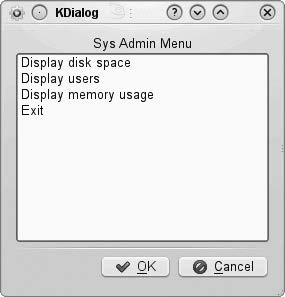 KDialog
Sys Admin Menu
Display disk space
Display users
Display memory usage
Exit
OK
Cancel